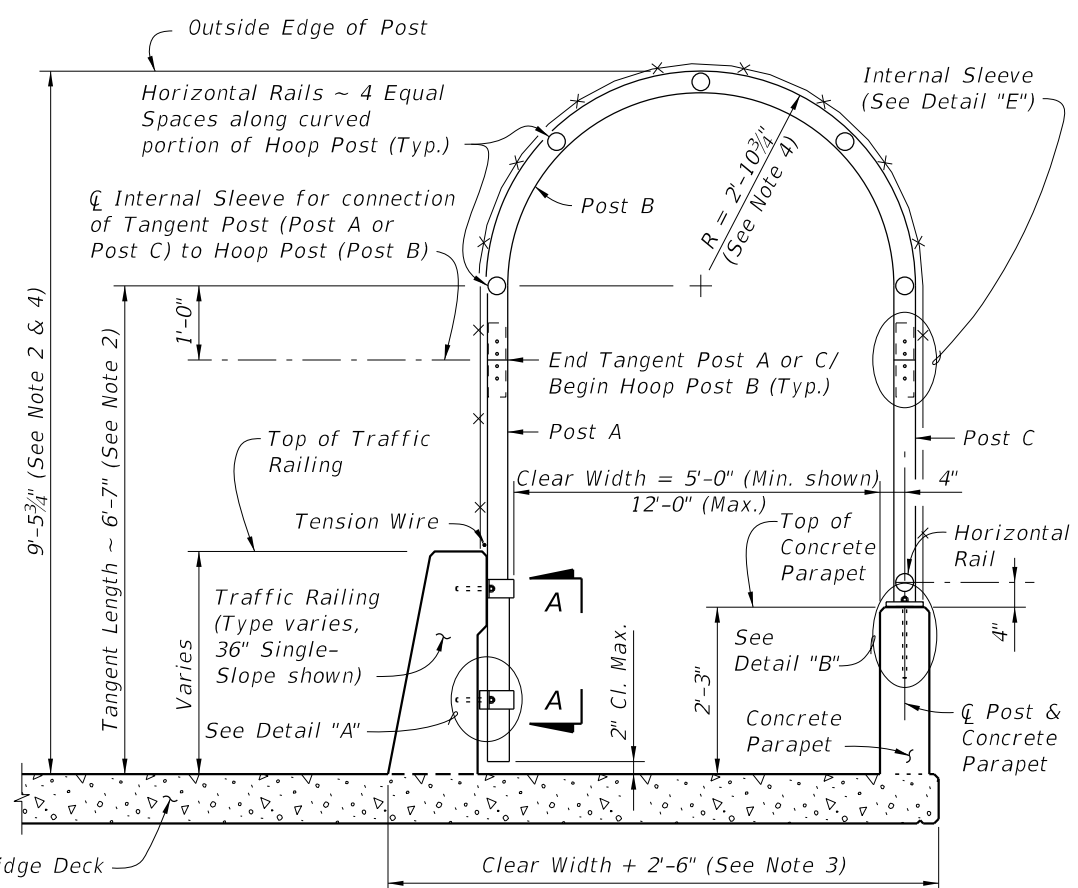 Outside Edge of Post
Horizontal Rails ~ 4 Equal
Spaces along curved
portion of Hoop Post (Typ.)
Internal Sleeve
(See Detail "E")
R = 2'-10¾"
(See Note 4)
Post B
℄ Internal Sleeve for connection
of Tangent Post (Post A or
Post C) to Hoop Post (Post B)
1'-0"
9'-5¾" (See Note 2 & 4)
Tangent Length ~ 6'-7" (See Note 2)
End Tangent Post A or C/
Begin Hoop Post B (Typ.)
Post A
Post C
Top of Traffic
Railing
Clear Width = 5'-0" (Min. shown)
12'-0" (Max.)
4"
Tension Wire
Top of
Concrete
Parapet
Horizontal
Rail
Traffic Railing
(Type varies,
36" Single-
Slope shown)
Varies
A
A
See
Detail "B"
4"
2" Cl. Max.
2'-3"
See Detail "A"
Concrete
Parapet
℄ Post &
Concrete
Parapet
idge Deck
Clear Width + 2'-6" (See Note 3)